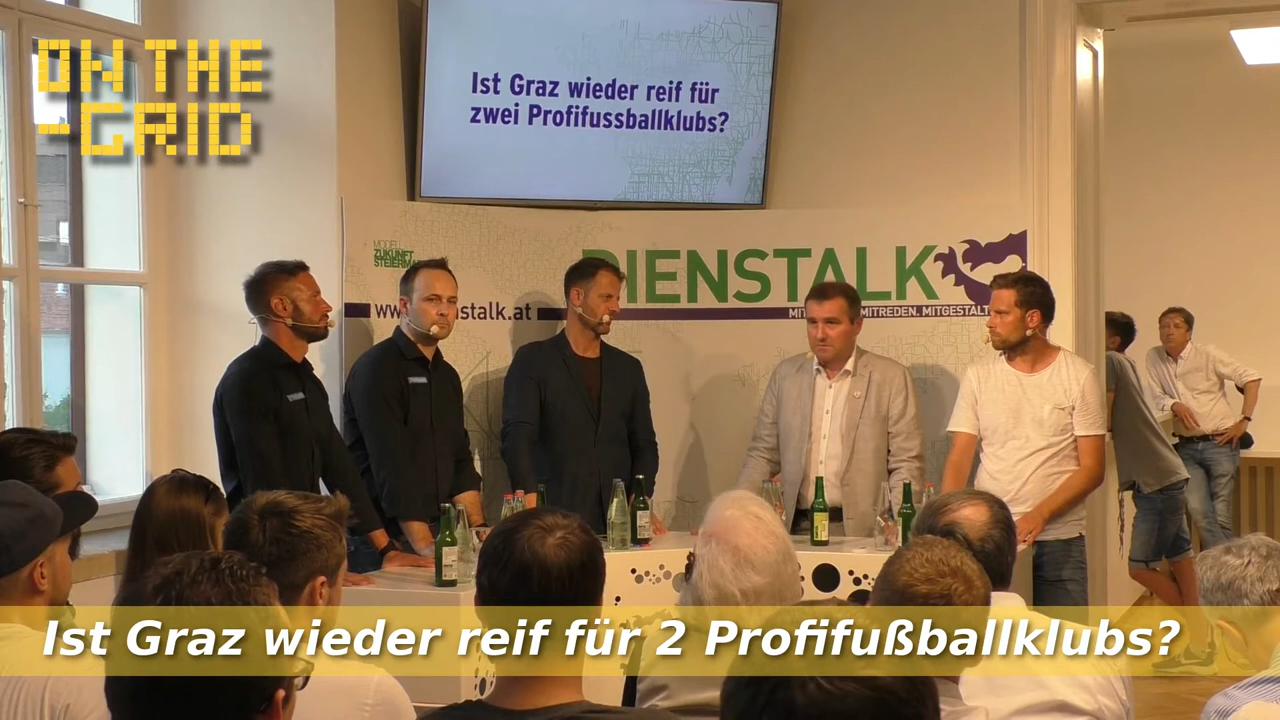 ON THE
-GRID
Ist Graz wieder reif für
zwei Profifussballklubs?
MODELL
ZUKUNFT
STEIERMARK
DIENSTALK
MITREDEN. MITGESTALT
Ist Graz wieder reif für 2 Profifußballklubs?